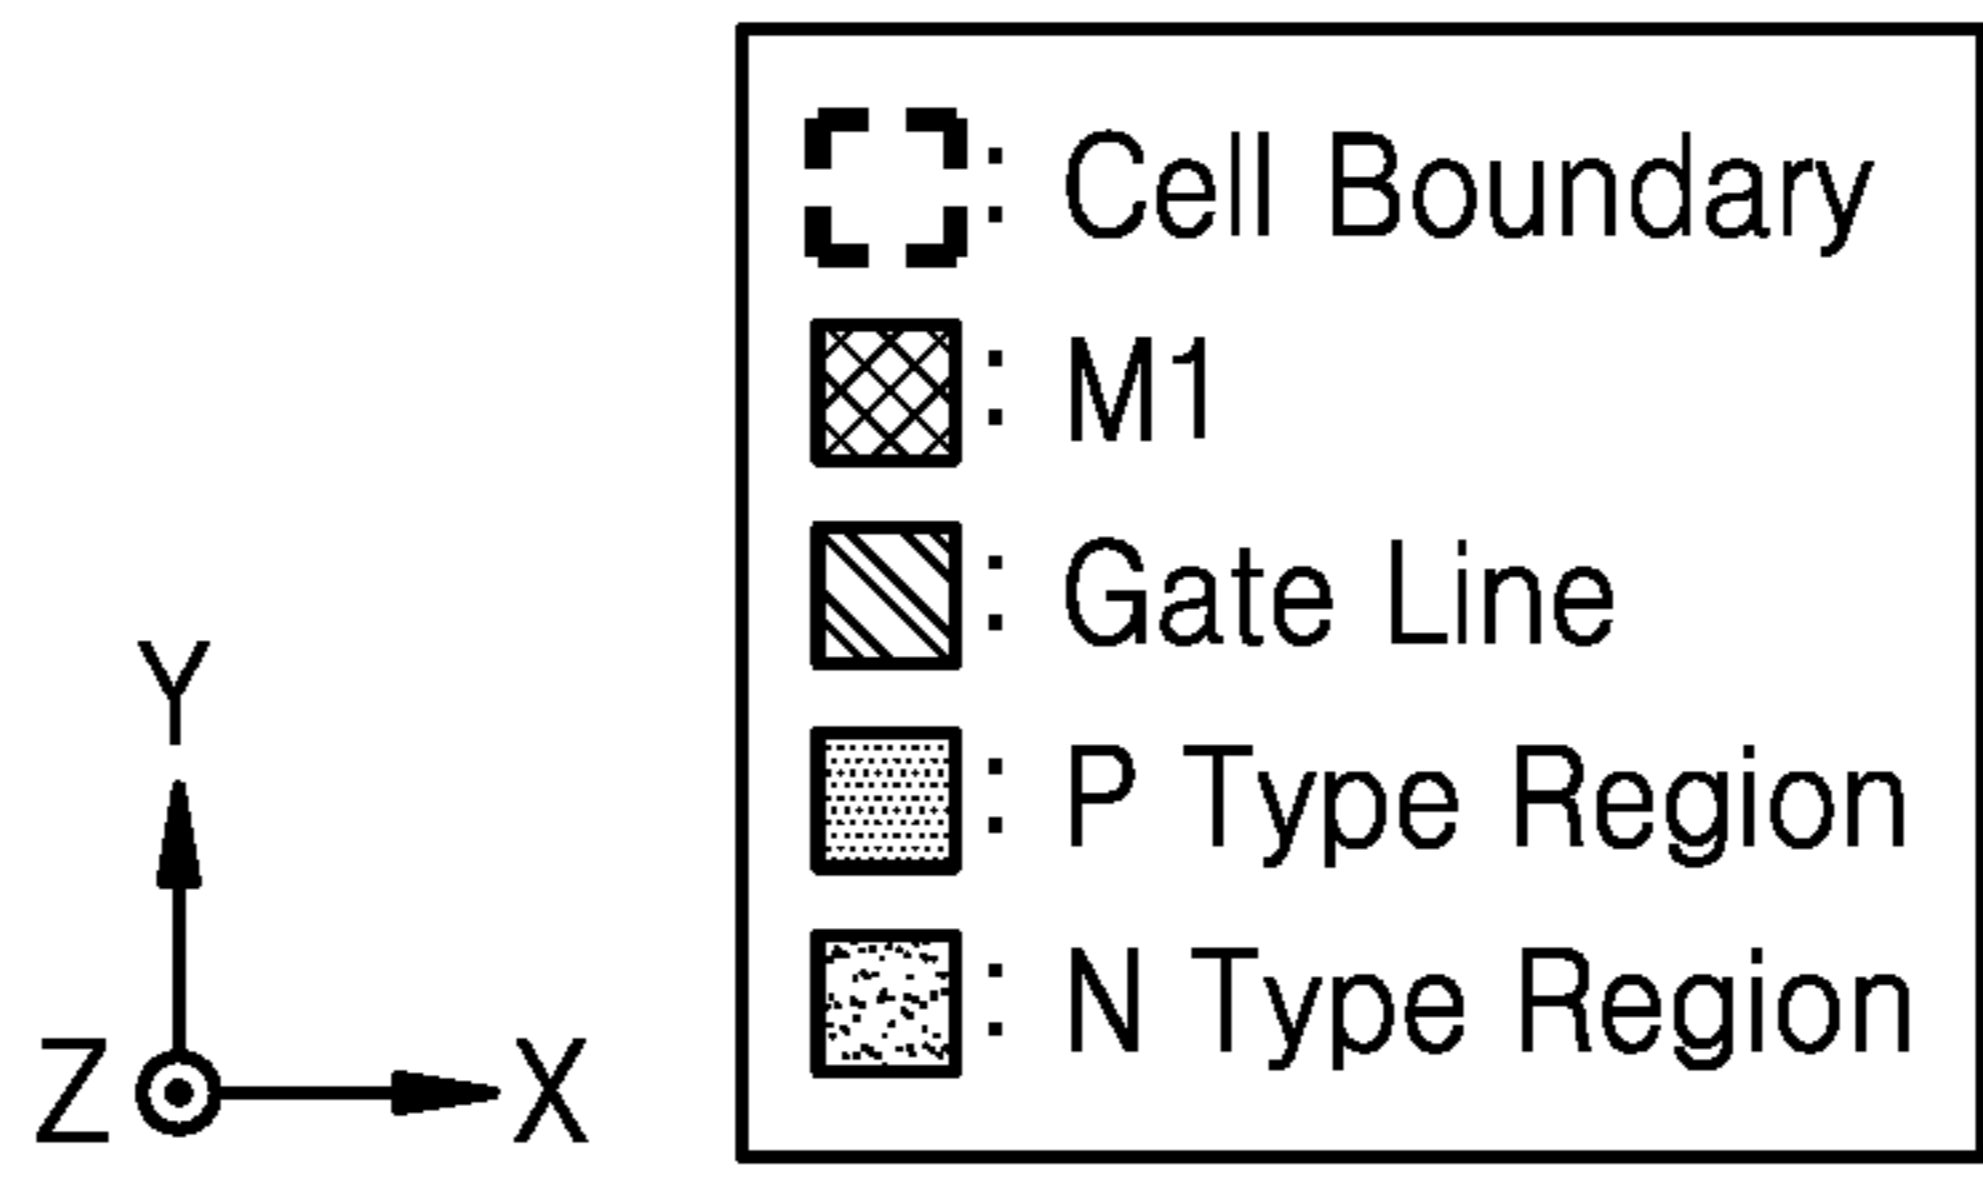 : Cell Boundary
: M1
: Gate Line
: P Type Region
: N Type Region
Y
Z
X